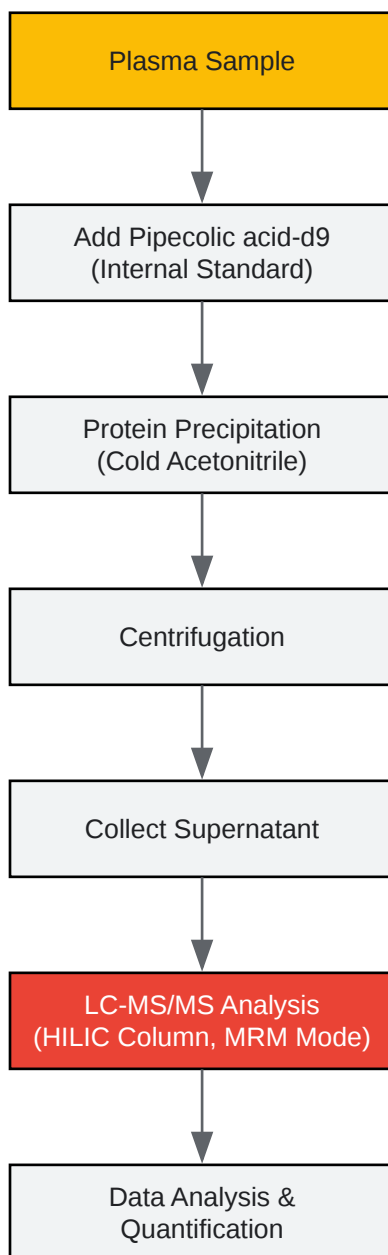 Plasma Sample
Add Pipecolic acid-d9
(Internal Standard)
Protein Precipitation
(Cold Acetonitrile)
Centrifugation
Collect Supernatant
LC-MS/MS Analysis
(HILIC Column, MRM Mode)
Data Analysis &
Quantification